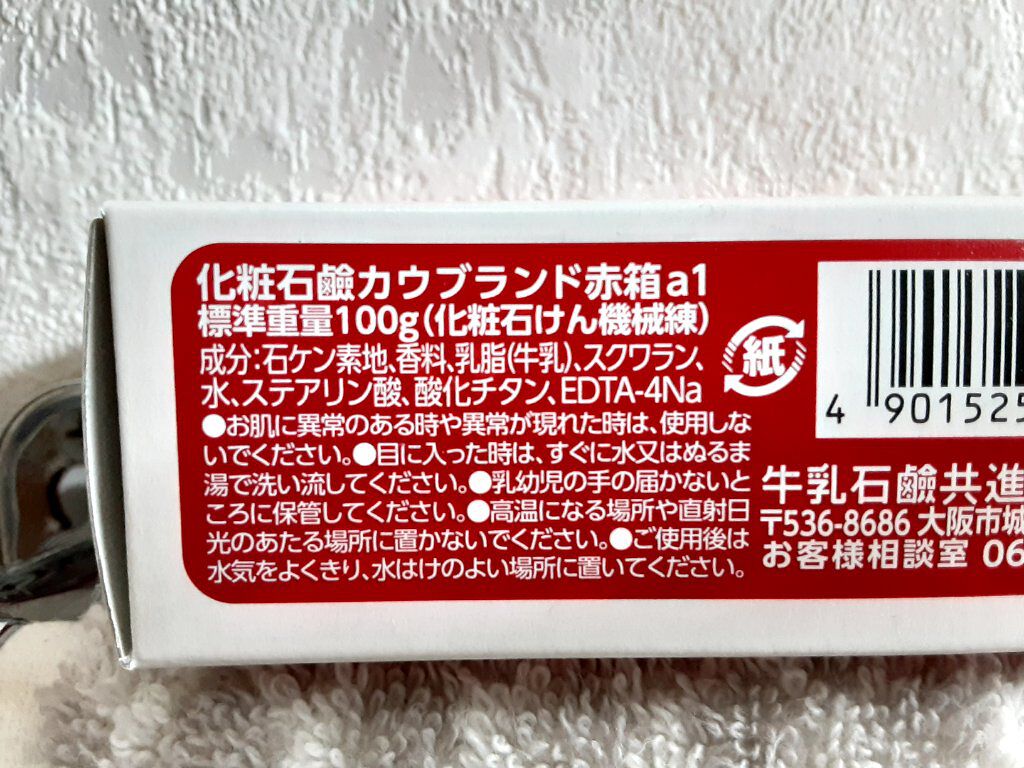 化粧石鹼カウブランド赤箱a1
標準重量100g(化粧石けん機械練)
成分:石ケン素地、香料、乳脂(牛乳)、スクワラン、
水、ステアリン酸、酸化チタン、EDTA-4Na
●お肌に異常のある時や異常が現れた時は、使用しな
いでください。●目に入った時は、すぐに水又はぬるま
湯で洗い流してください。●乳幼児の手の届かないと
ころに保管してください。●高温になる場所や直射日
光のあたる場所に置かないでください。●ご使用後は
水気をよくきり、水はけのよい場所に置いてください。
紙
4 901525
牛乳石鹼共進
〒536-8686 大阪市城
お客様相談室 06